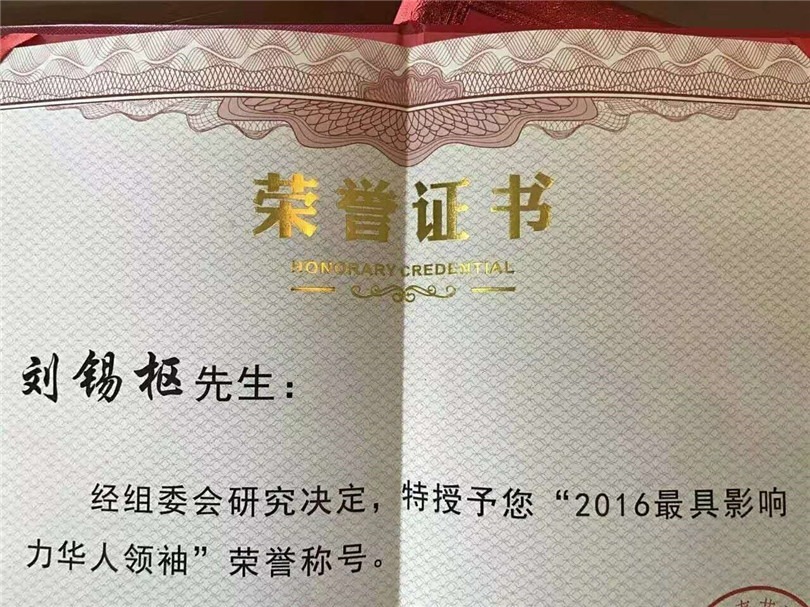 荣誉证书
HONORARY CREDENTIAL
刘锡枢先生：
经组委会研究决定，特授予您“2016最具影响
力华人领袖”荣誉称号。